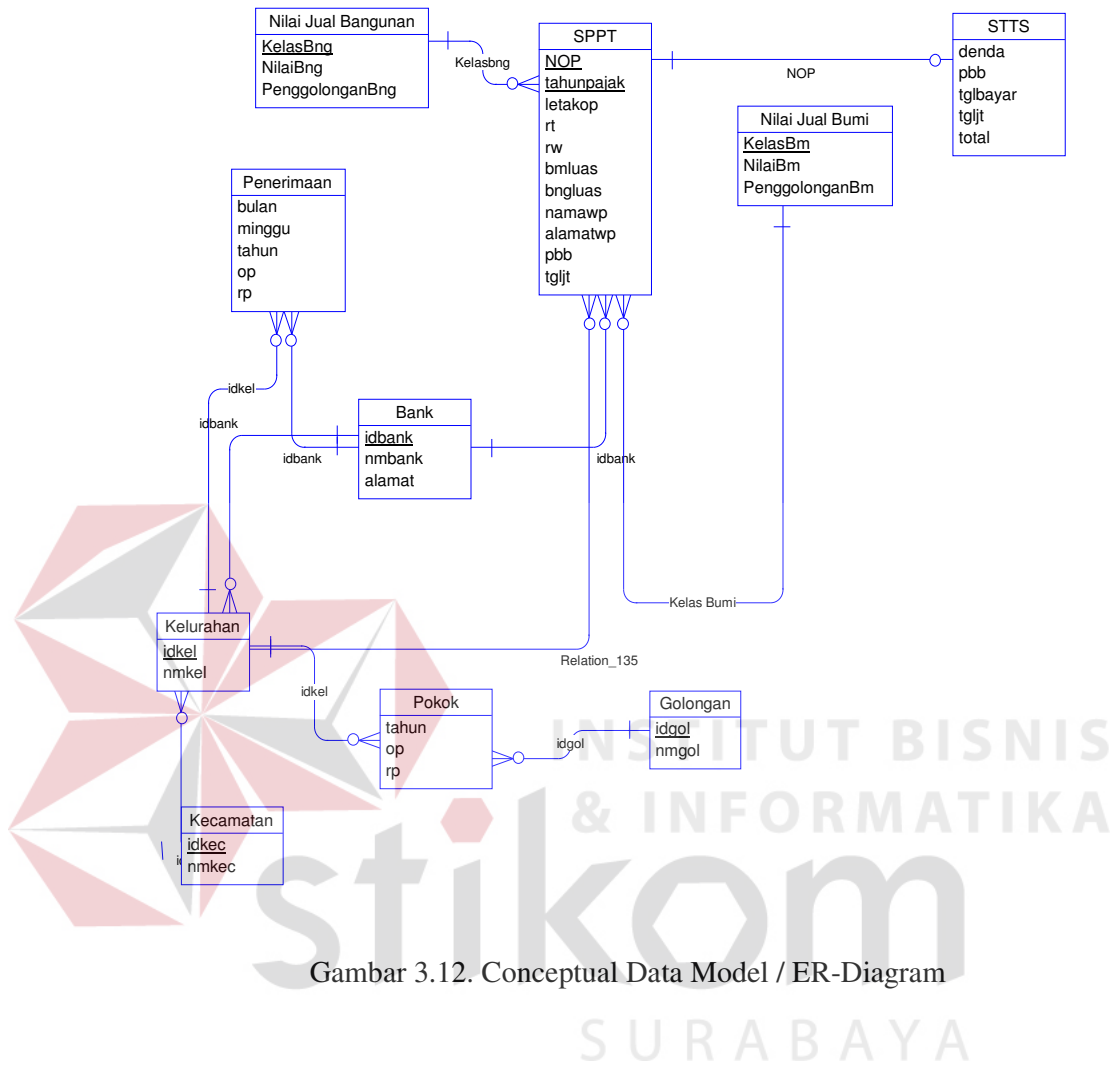 Nilai Jual Bangunan
KelasBng
NilaiBng
PenggolonganBng
Kelasbng
SPPT
NOP
tahunpajak
letakop
rt
rw
bmluas
bngluas
namawp
alamatwp
pbb
tgljt
NOP
STTS
denda
pbb
tglbayar
tgljt
total
Nilai Jual Bumi
KelasBm
NilaiBm
PenggolonganBm
Penerimaan
bulan
minggu
tahun
op
rp
idkel
idbank
idbank
Bank
idbank
nmbank
alamat
idbank
Kelas Bumi
Kelurahan
idkel
nmkel
Relation_135
idkel
Pokok
tahun
op
rp
idgol
Golongan
idgol
nmgol
Kecamatan
idkec
nmkec
INSTITUT BISNIS
& INFORMATIKA
stikom
SURABAYA
Gambar 3.12. Conceptual Data Model / ER-Diagram